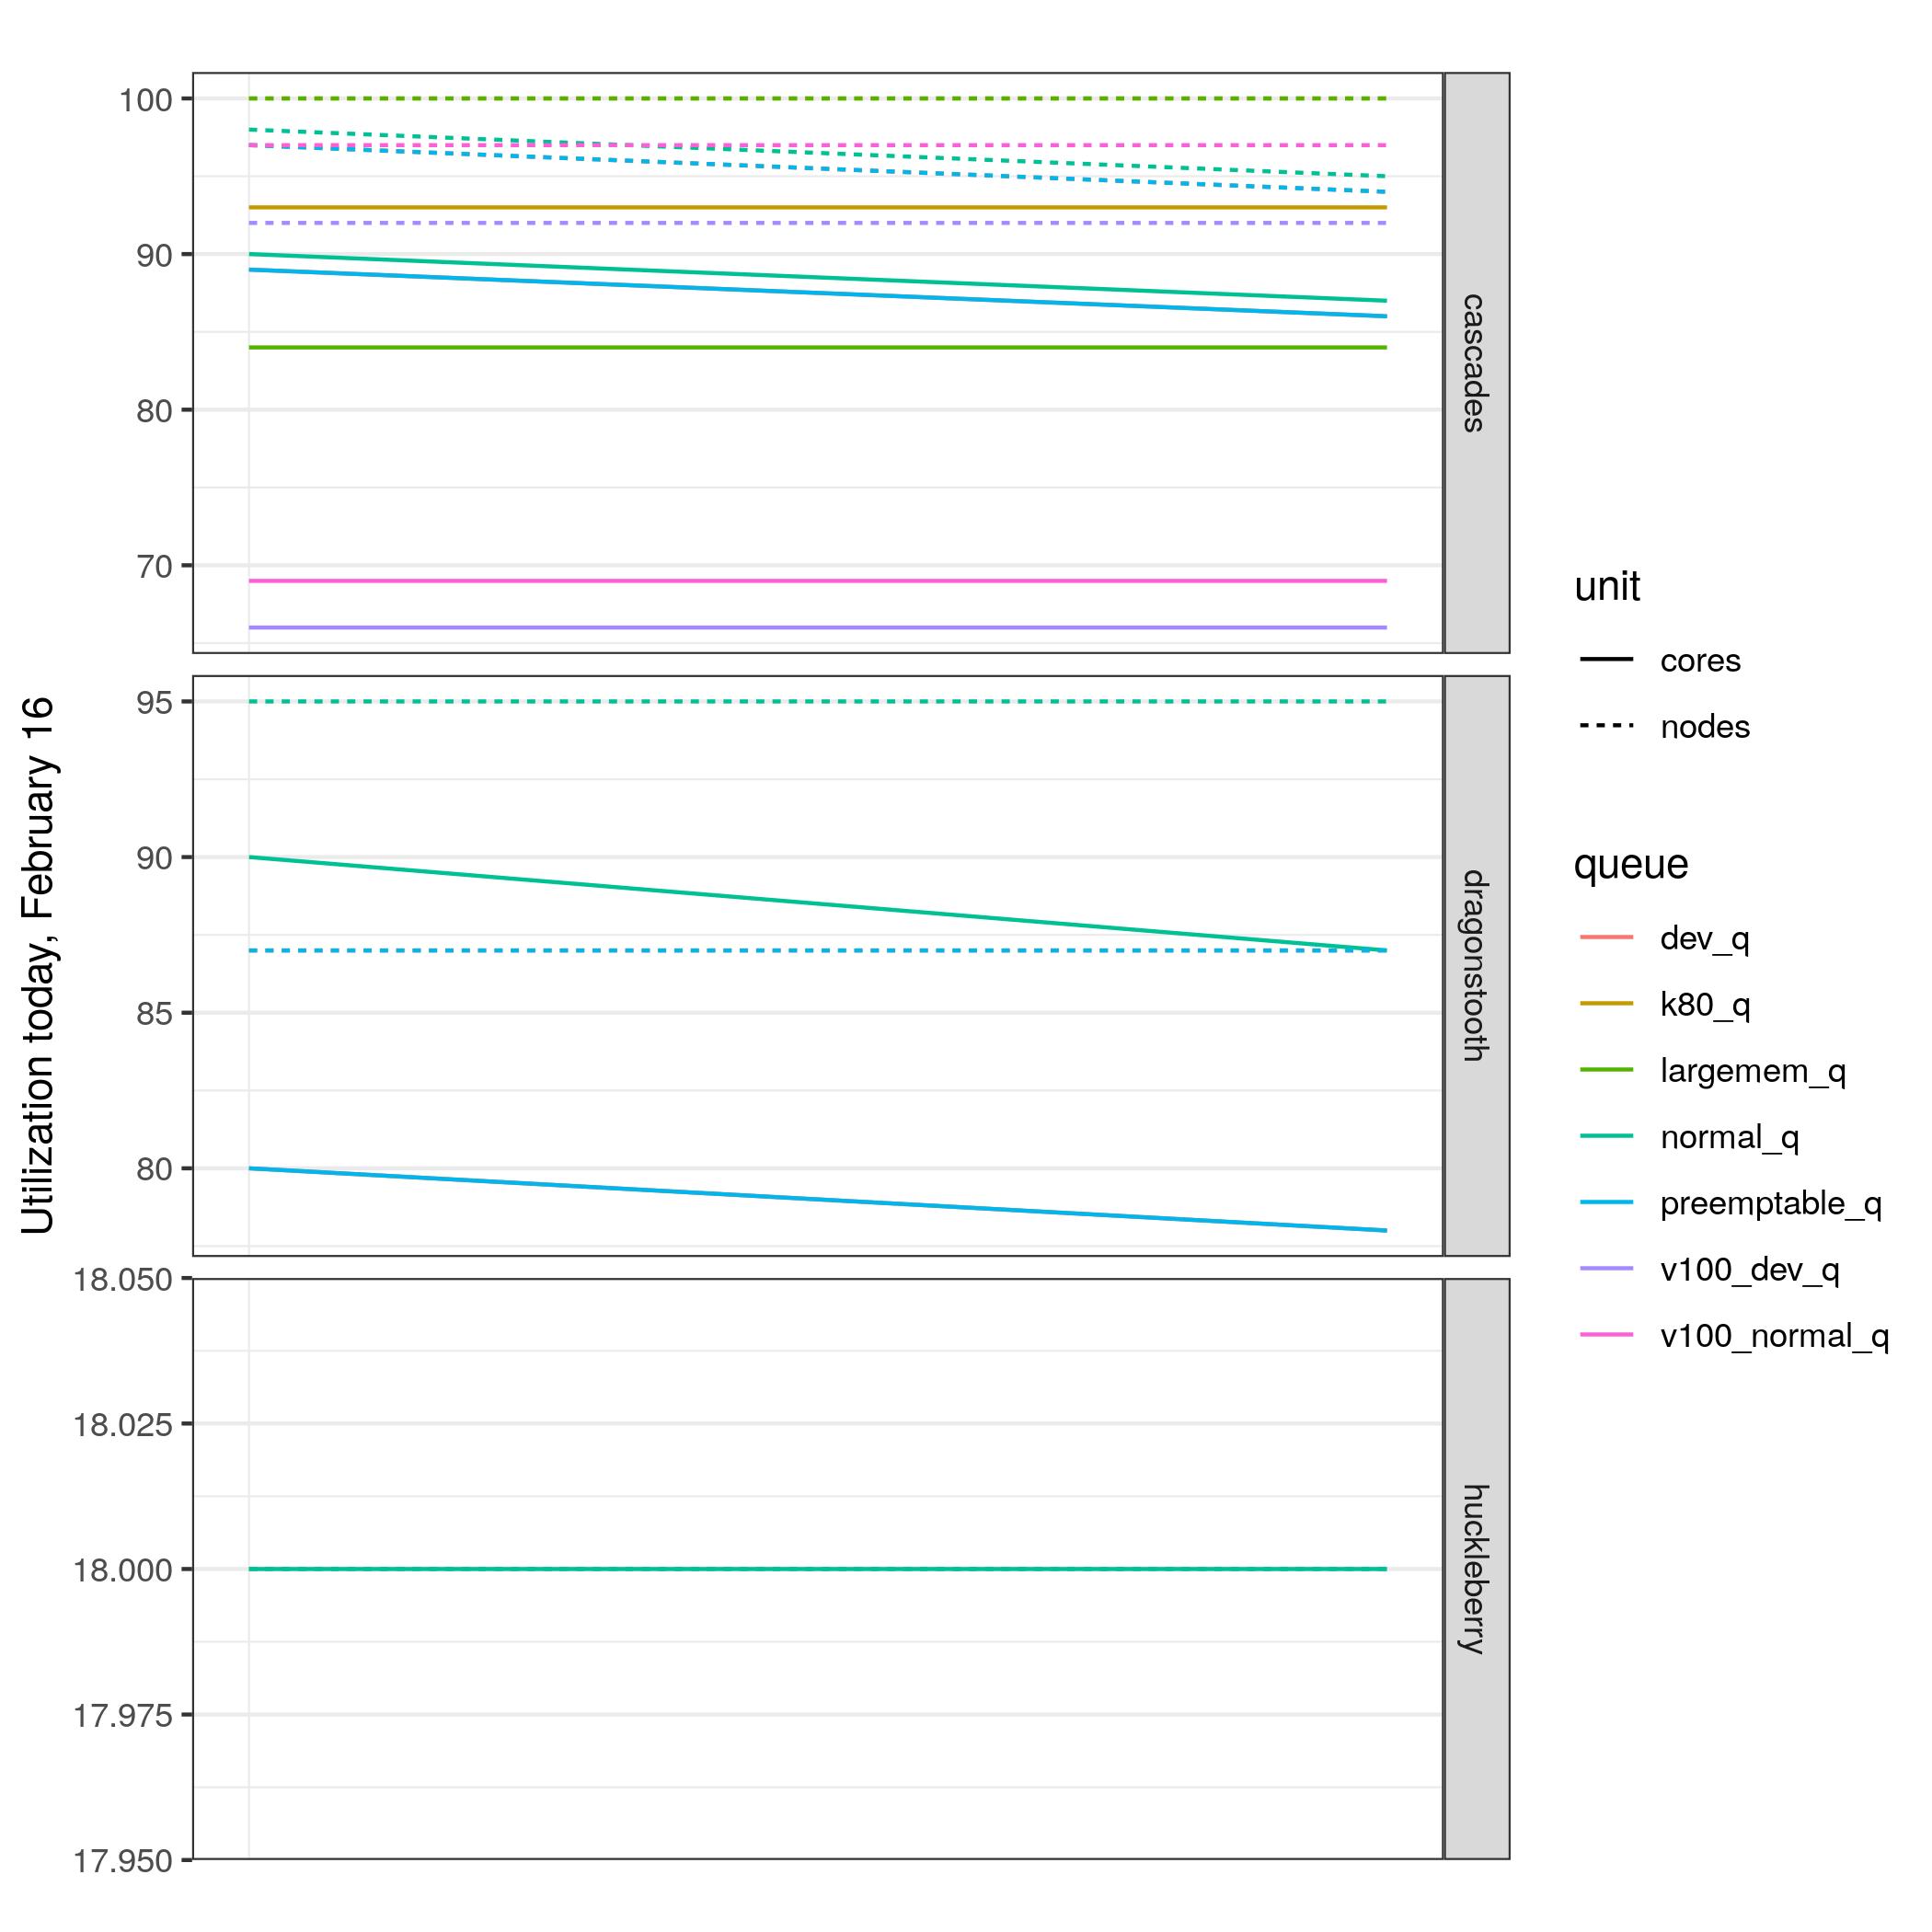 Utilization today, February 16
100
90
80
70
cascades
95
90
85
80
dragonstooth
18.050
18.025
18.000
17.975
17.950
huckleberry
unit
cores
nodes
queue
dev_q
k80_q
largemem_q
normal_q
preemptable_q
v100_dev_q
v100_normal_q